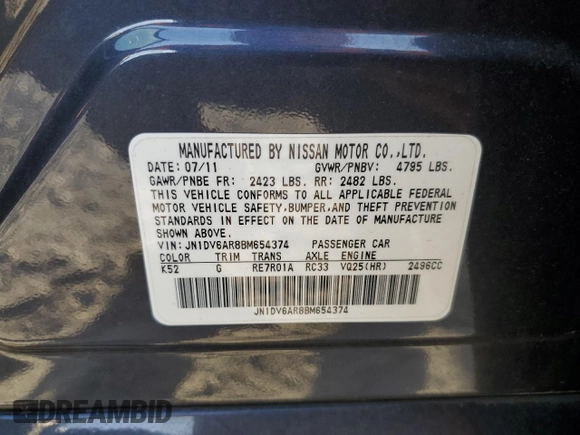 MANUFACTURED BY NISSAN MOTOR CO.,LTD.
DATE: 07/11 GVWR/PNBV: 4795 LBS.
GAWR/PNBE FR: 2423 LBS. RR: 2482 LBS.
THIS VEHICLE CONFORMS TO ALL APPLICABLE FEDERAL
MOTOR VEHICLE SAFETY,BUMPER,AND THEFT PREVENTION
STANDARDS IN EFFECT ON THE DATE OF MANUFACTURE
SHOWN ABOVE.
VIN: JN1DV6AR8BM654374 PASSENGER CAR
COLOR TRIM TRANS AXLE ENGINE
K52 G RE7R01A RC33 VQ25(HR) 2496CC
JN1DV6AR8BM654374
DREAMBID